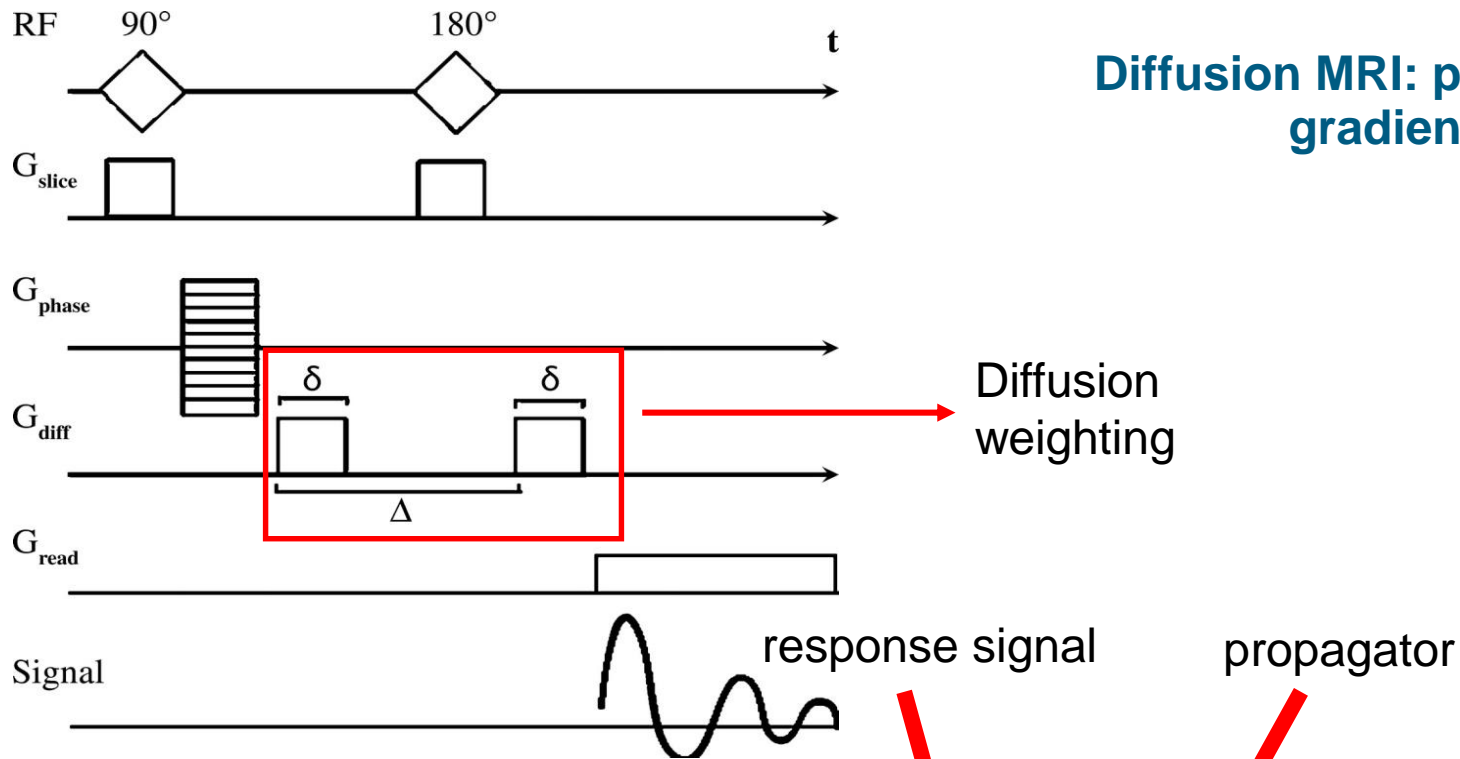 RF 90° 180° t
Diffusion MRI: p
gradien
G slice
G phase
δ δ
Diffusion
weighting
G diff
Δ
G read
response signal propagator
Signal